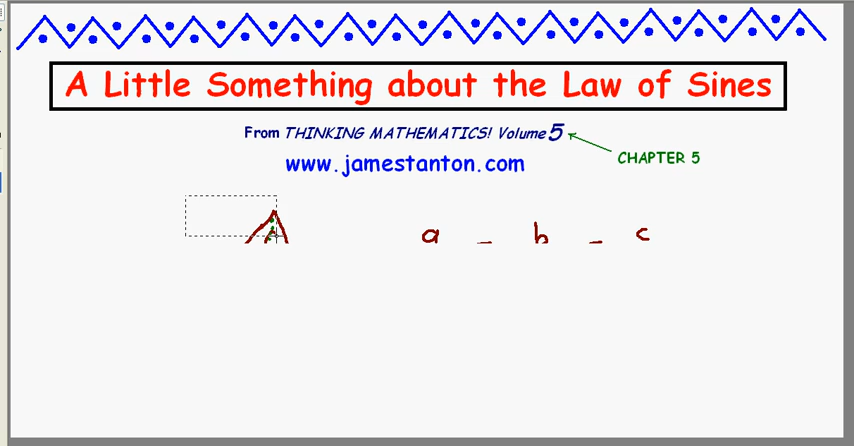 A Little Something about the Law of Sines
From THINKING MATHEMATICS! Volume 5
CHAPTER 5
www.jamestanton.com
a = b = c